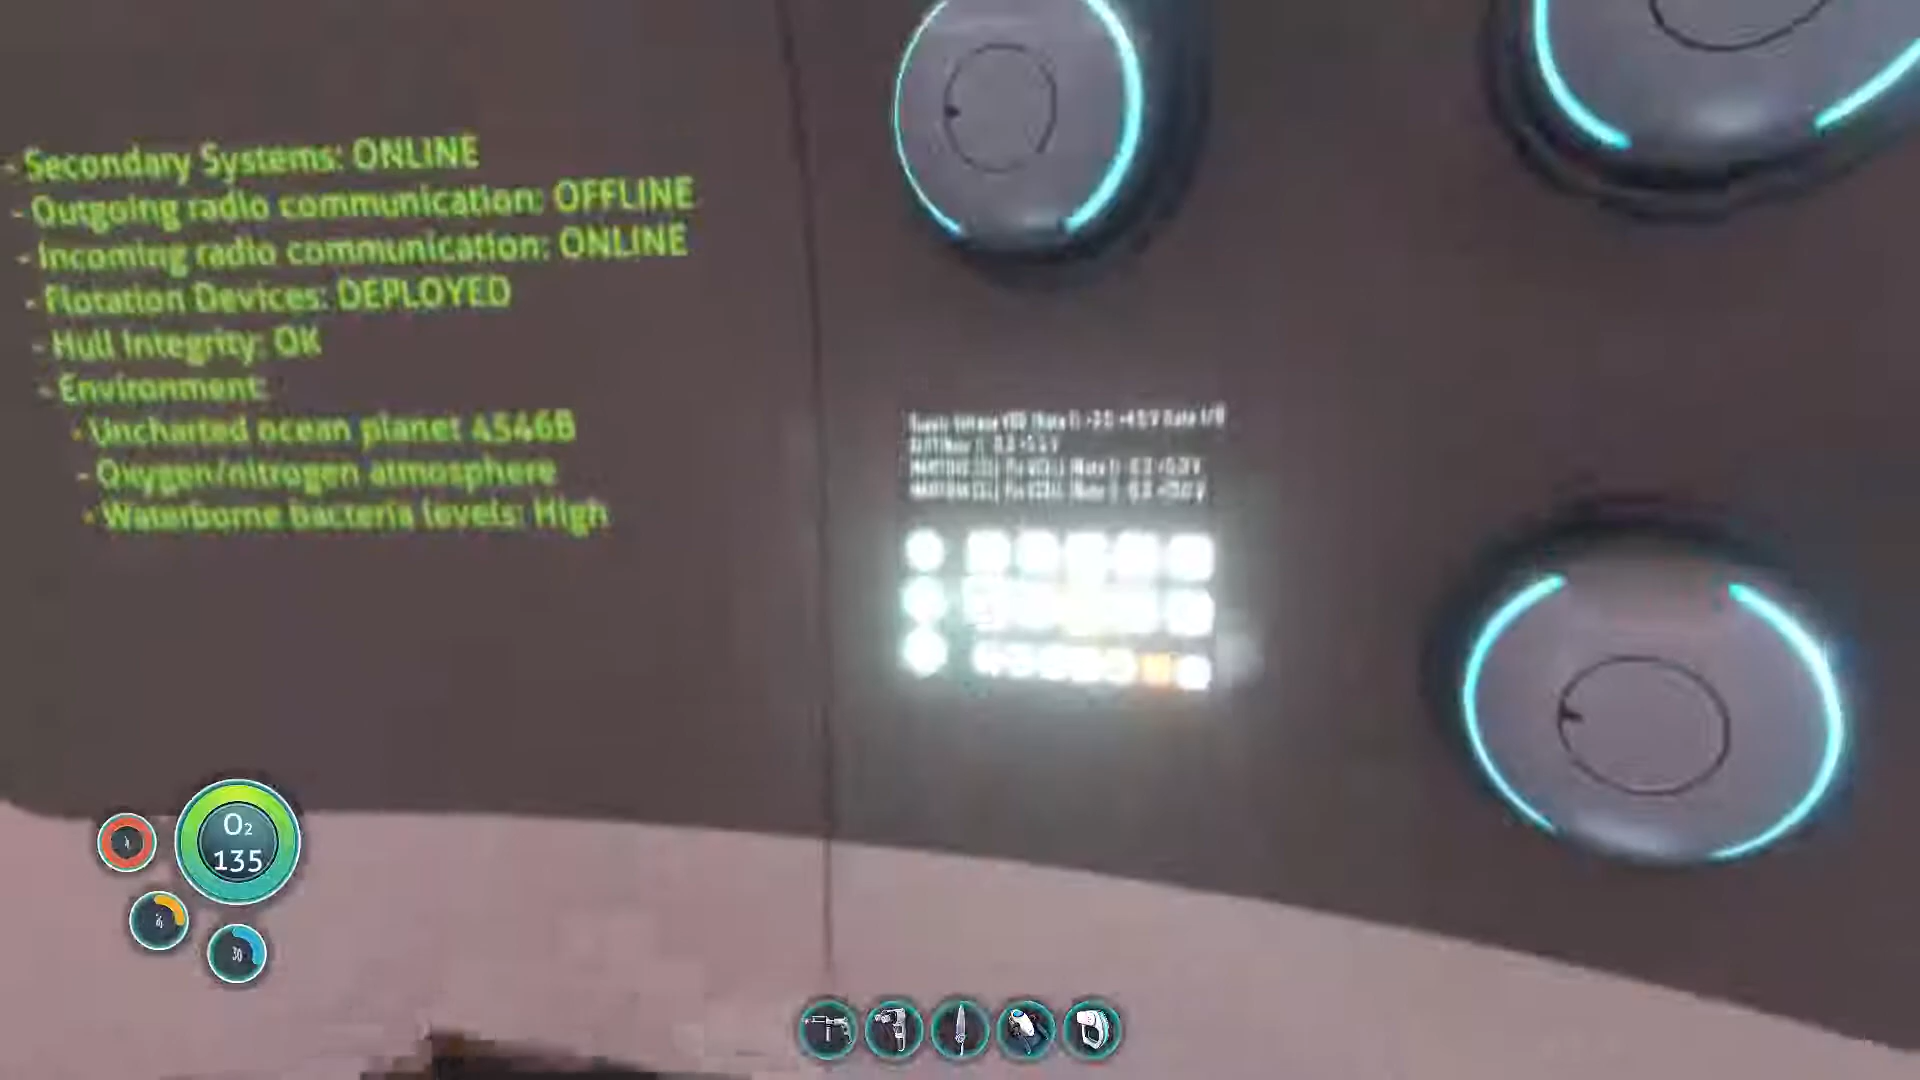 - Secondary Systems: ONLINE
- Outgoing radio communication: OFFLINE
- Incoming radio communication: ONLINE
- Flotation Devices: DEPLOYED
- Hull Integrity: OK
- Environment:
- Uncharted ocean planet 4546B
- Oxygen/nitrogen atmosphere
- Waterborne bacteria levels: High
O₂
135
30